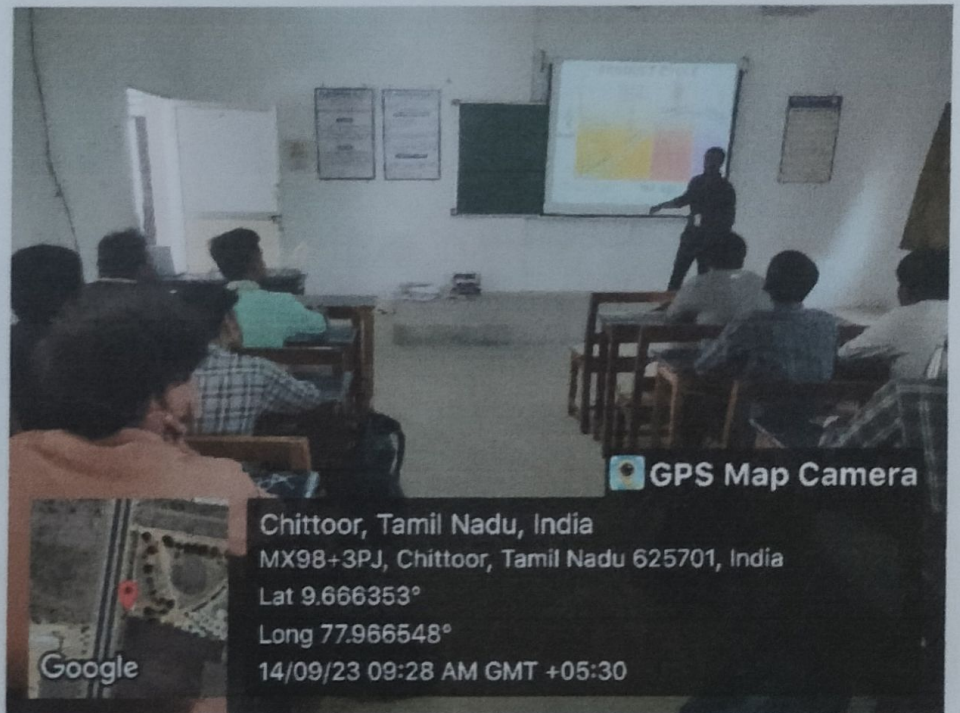 GPS Map Camera
Chittoor, Tamil Nadu, India
MX98+3PJ, Chittoor, Tamil Nadu 625701, India
Lat 9.666353°
Long 77.966548°
14/09/23 09:28 AM GMT +05:30
Google